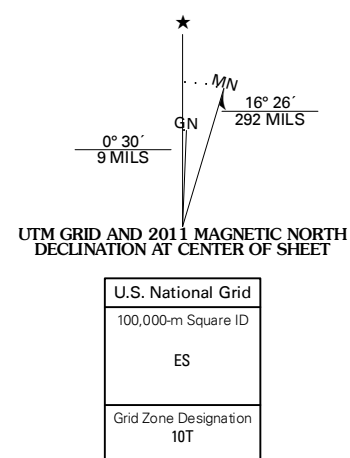 ★
MN
GN
16° 26´
292 MILS
0° 30´
9 MILS
UTM GRID AND 2011 MAGNETIC NORTH
DECLINATION AT CENTER OF SHEET
U.S. National Grid
100,000-m Square ID
ES
Grid Zone Designation
10T